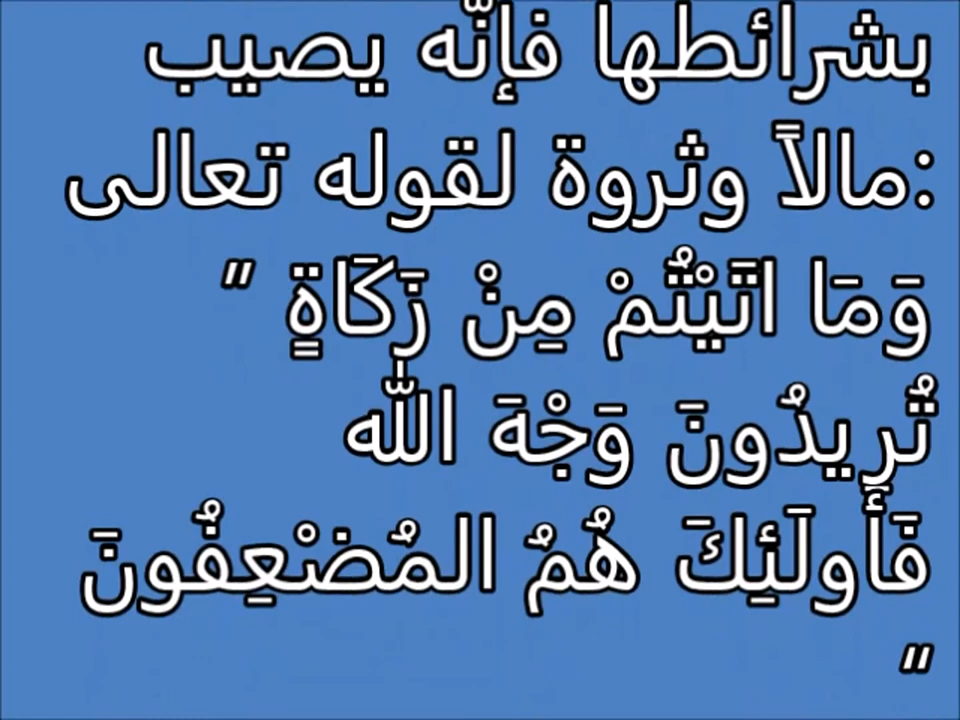 بشرائطها فإنّه يصيب
مالاً وثروة لقوله تعالى:
وَمَا اتَيْتُمْ مِنْ زَكَاةٍ "
تُرِيدُونَ وَجْهَ اللّٰه
فَأُولَئِكَ هُمُ المُضْعِفُونَ
"